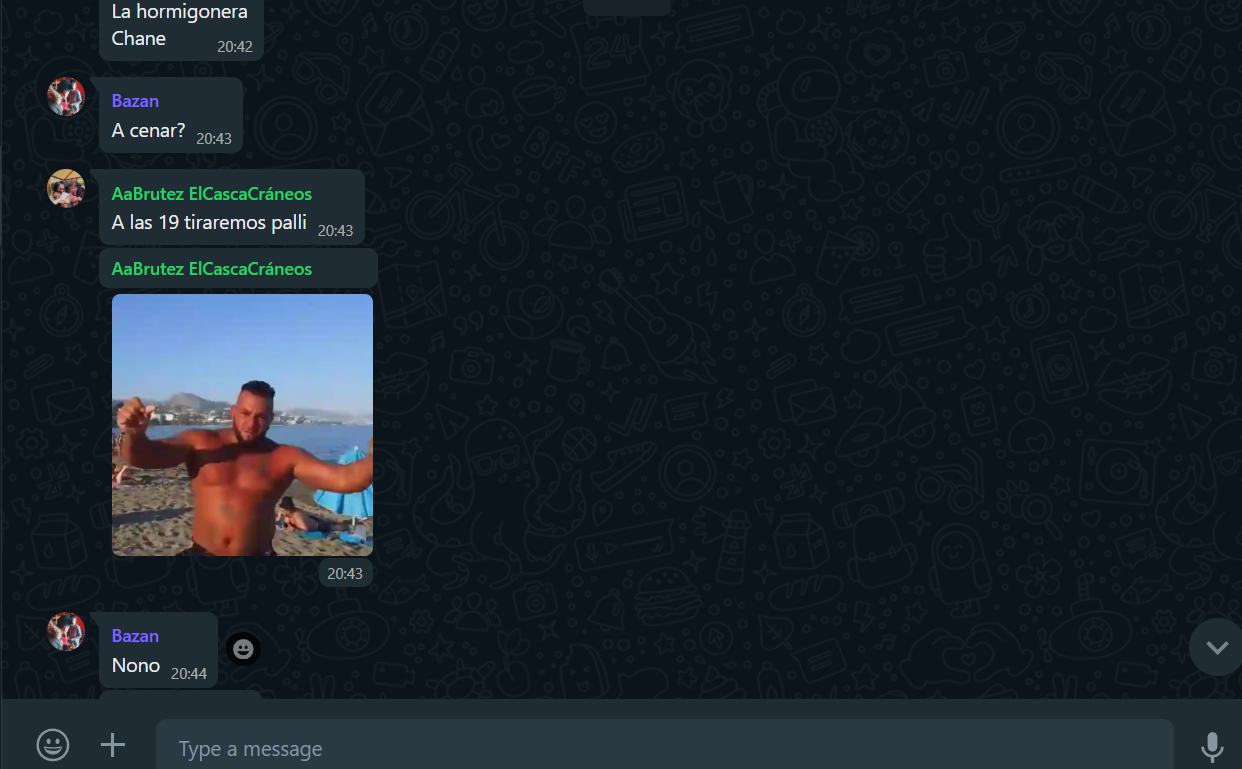 La hormigonera
Chane
20:42
Bazan
A cenar?
20:43
AaBrutez ElCascaCráneos
A las 19 tiraremos palli
20:43
AaBrutez ElCascaCráneos
20:43
Bazan
Nono
20:44
Type a message